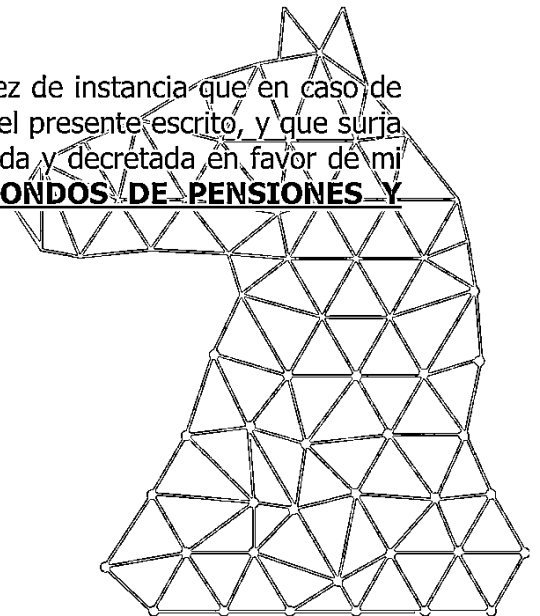 ez de instancia que en caso de
el presente escrito, y que surja
da y decretada en favor de mi
ONDOS DE PENSIONES Y